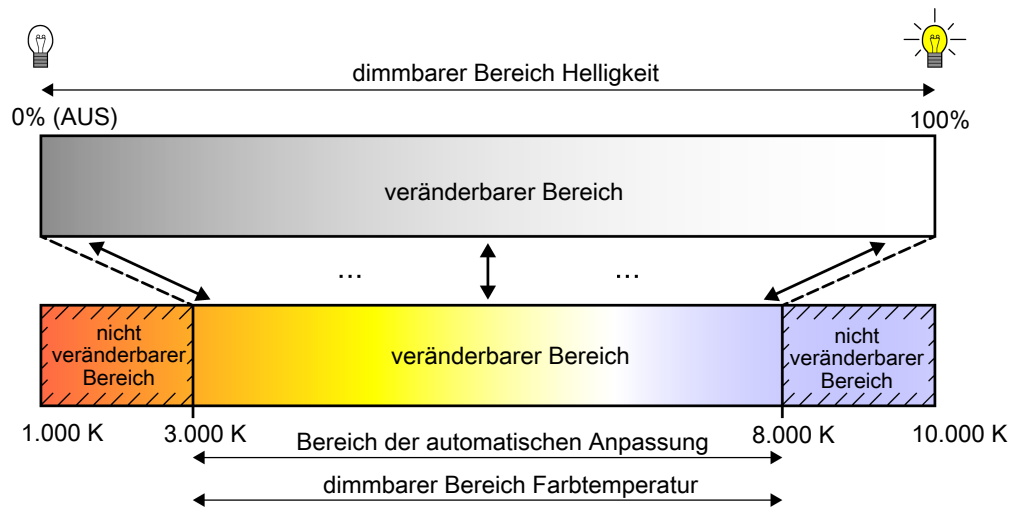 dimmbarer Bereich Helligkeit
0% (AUS)
100%
veränderbarer Bereich
...
...
nicht
veränderbarer
Bereich
veränderbarer Bereich
nicht
veränderbarer
Bereich
1.000 K
3.000 K
Bereich der automatischen Anpassung
8.000 K
10.000 K
dimmbarer Bereich Farbtemperatur